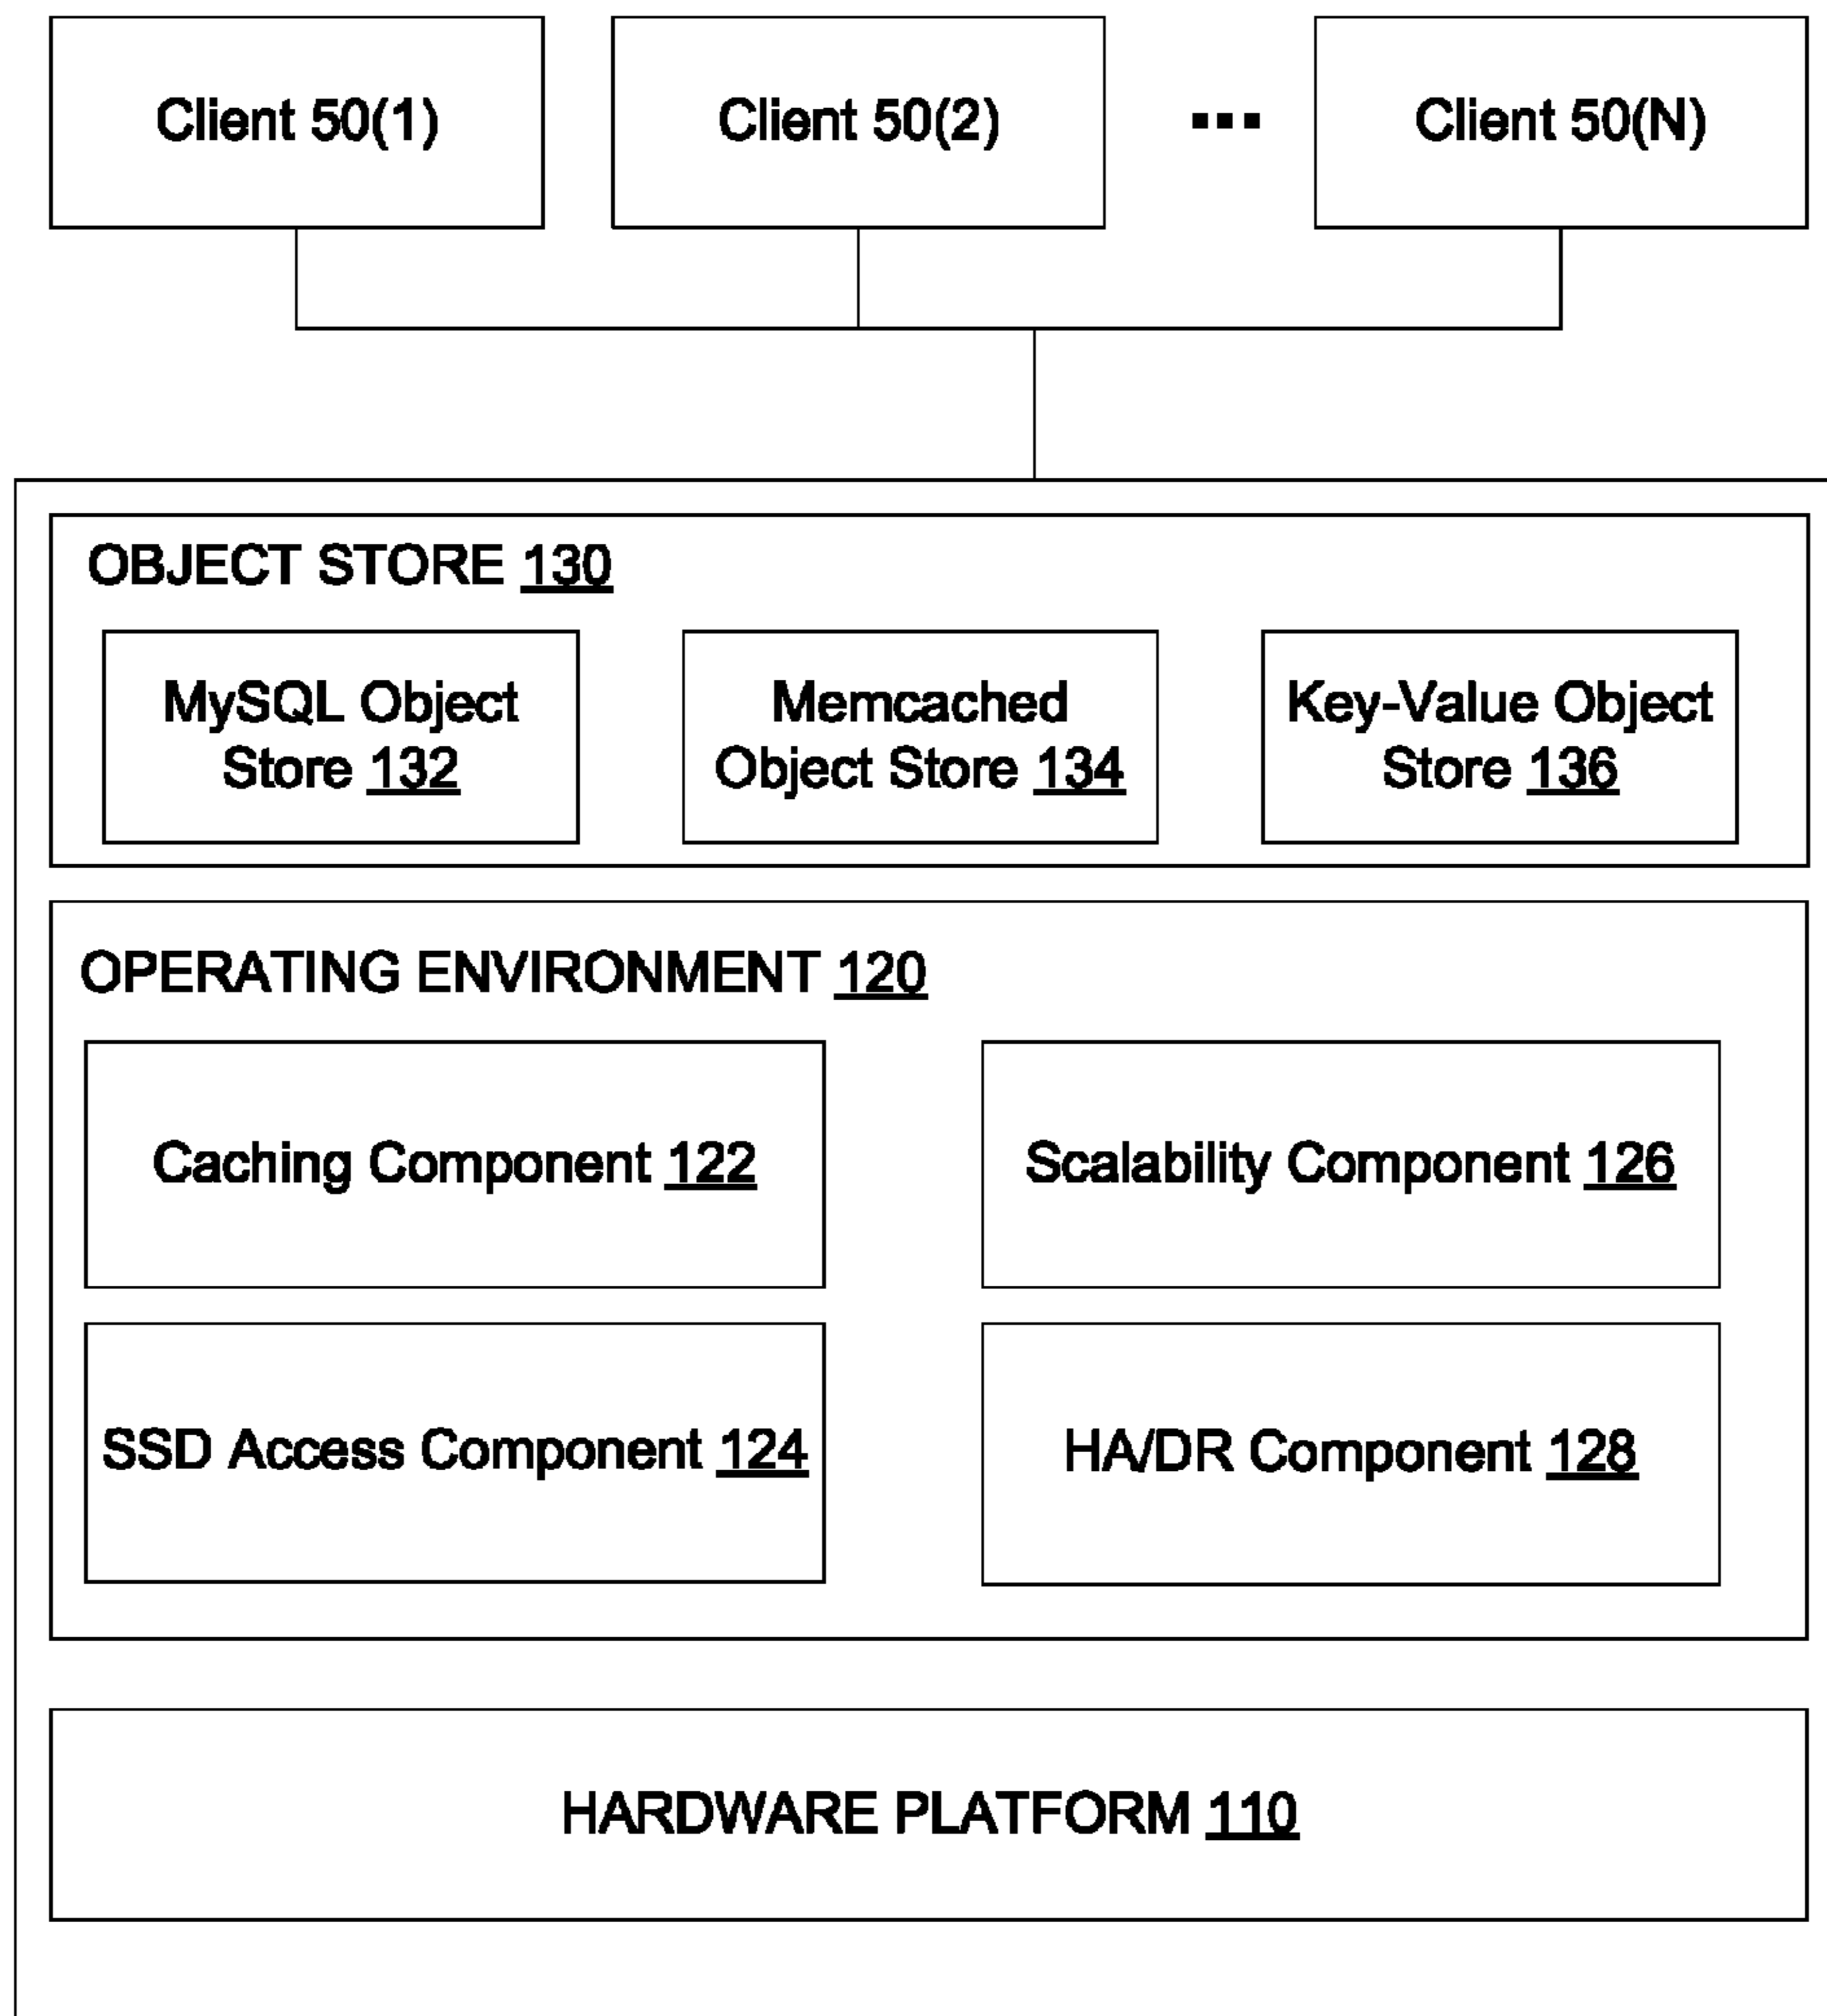 Client 50(1)
Client 50(2)
...
Client 50(N)
OBJECT STORE 130
MySQL Object
Store 132
Memcached
Object Store 134
Key-Value Object
Store 136
OPERATING ENVIRONMENT 120
Caching Component 122
Scalability Component 126
SSD Access Component 124
HA/DR Component 128
HARDWARE PLATFORM 110